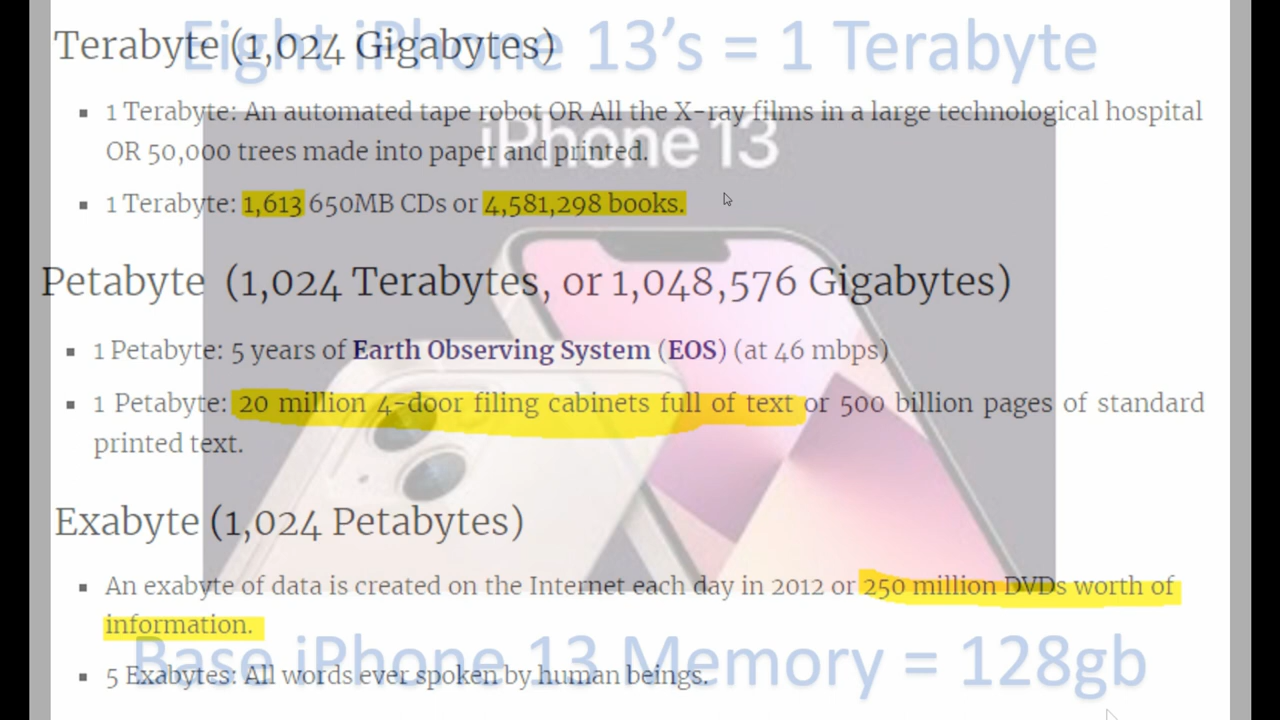 Eight iPhone 13’s = 1 Terabyte
Terabyte (1,024 Gigabytes)
▪ 1 Terabyte: An automated tape robot OR All the X-ray films in a large technological hospital
OR 50,000 trees made into paper and printed.
iPhone 13
▪ 1 Terabyte: 1,613 650MB CDs or 4,581,298 books.
Petabyte (1,024 Terabytes, or 1,048,576 Gigabytes)
▪ 1 Petabyte: 5 years of Earth Observing System (EOS) (at 46 mbps)
▪ 1 Petabyte: 20 million 4-door filing cabinets full of text or 500 billion pages of standard
printed text.
Exabyte (1,024 Petabytes)
▪ An exabyte of data is created on the Internet each day in 2012 or 250 million DVDs worth of
information.
▪ 5 Exabytes: All words ever spoken by human beings.
Base iPhone 13 Memory = 128gb